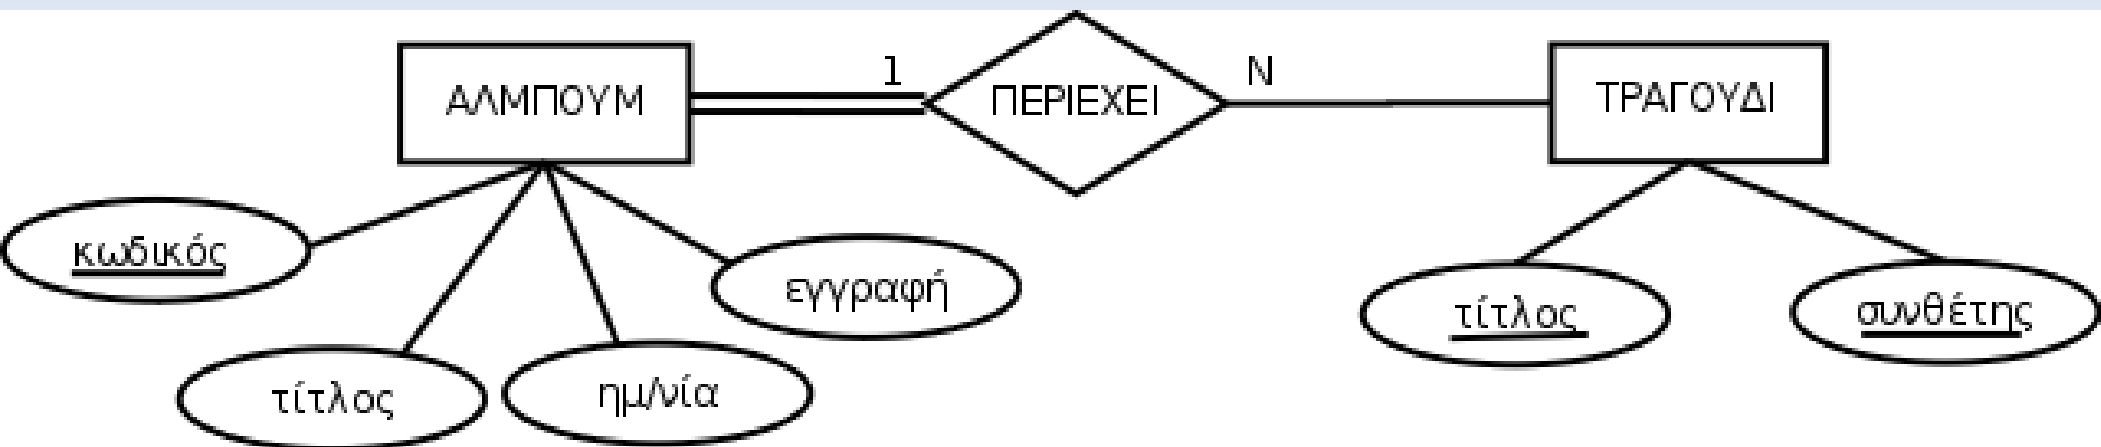 ΑΛΜΠΟΥΜ
1
ΠΕΡΙΕΧΕΙ
N
ΤΡΑΓΟΥΔΙ
κωδικός
τίτλος
ημ/νία
εγγραφή
τίτλος
συνθέτης